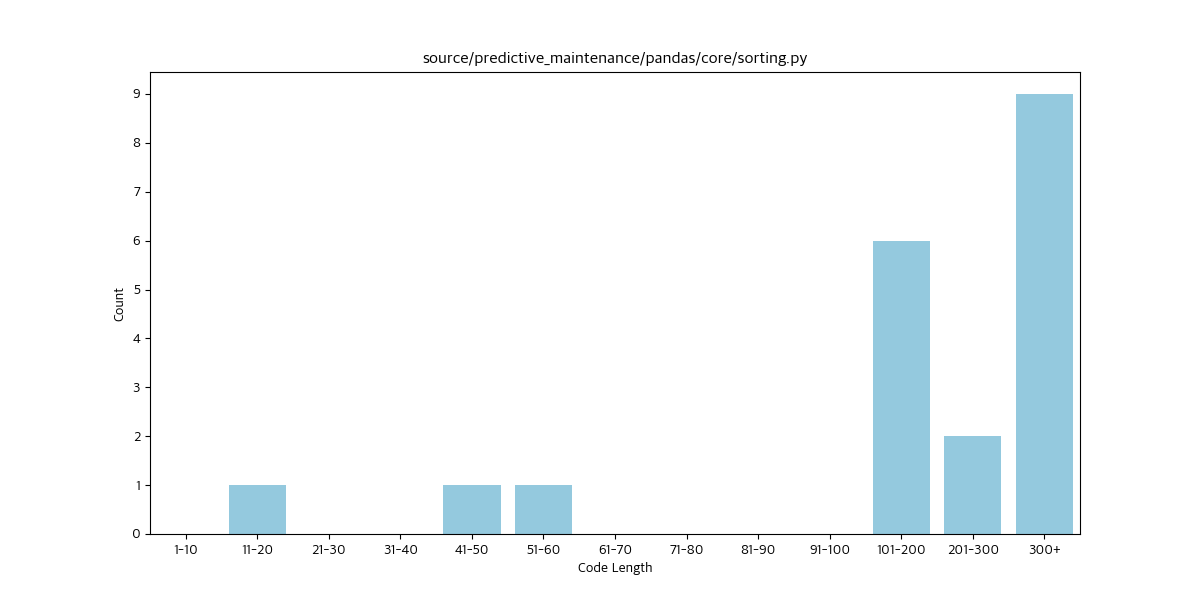 source/predictive_maintenance/pandas/core/sorting.py
9
8
7
6
5
4
3
2
1
0
Count
1-10 11-20 21-30 31-40 41-50 51-60 61-70 71-80 81-90 91-100 101-200 201-300 300+
Code Length